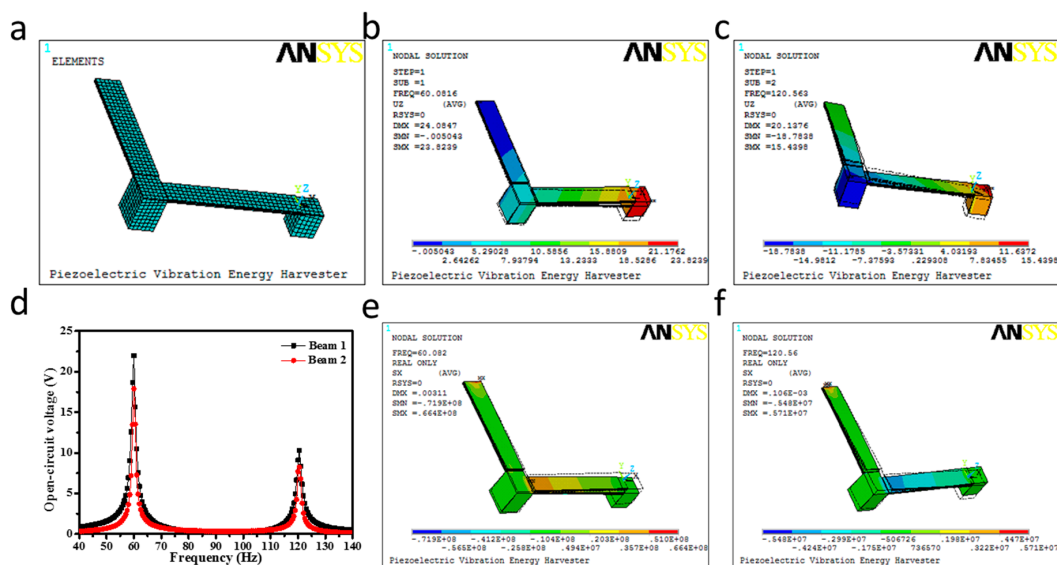 a
1
ELEMENTS
ANSYS
Piezoelectric Vibration Energy Harvester
b
1
NODAL SOLUTION
ANSYS
STEP=1
SUB =1
FREQ=60.0816
UZ (AVG)
RSYS=0
DMX =24.0847
SMN =-.005043
SMX =23.8239
Y
Z
-.005043 5.29028 10.5856 15.8809 21.1762
2.64262 7.93794 13.2333 18.5286 23.8239
Piezoelectric Vibration Energy Harvester
c
1
NODAL SOLUTION
ANSYS
STEP=1
SUB =2
FREQ=120.563
UZ (AVG)
RSYS=0
DMX =20.1376
SMN =-18.7838
SMX =15.4398
Y
Z
-18.7838 -11.1785 -3.57331 4.03193 11.6372
-14.9812 -7.37593 .229308 7.83455 15.4398
Piezoelectric Vibration Energy Harvester
d
Open-circuit voltage (V)
25
20
15
10
5
0
Beam 1
Beam 2
40 50 60 70 80 90 100 110 120 130 140
Frequency (Hz)
e
1
NODAL SOLUTION
ANSYS
FREQ=60.082
REAL ONLY
SX (AVG)
RSYS=0
DMX =.00311
SMN =-.719E+08
SMX =.664E+08
Y
Z
-.719E+08 -.412E+08 -.104E+08 .203E+08 .510E+08
-.565E+08 -.258E+08 .494E+07 .357E+08 .664E+08
Piezoelectric Vibration Energy Harvester
f
1
NODAL SOLUTION
ANSYS
FREQ=120.56
REAL ONLY
SX (AVG)
RSYS=0
DMX =.106E-03
SMN =-.548E+07
SMX =.571E+07
Y
Z
-.548E+07 -.299E+07 -506726 .198E+07 .447E+07
-.424E+07 -.175E+07 736570 .322E+07 .571E+07
Piezoelectric Vibration Energy Harvester